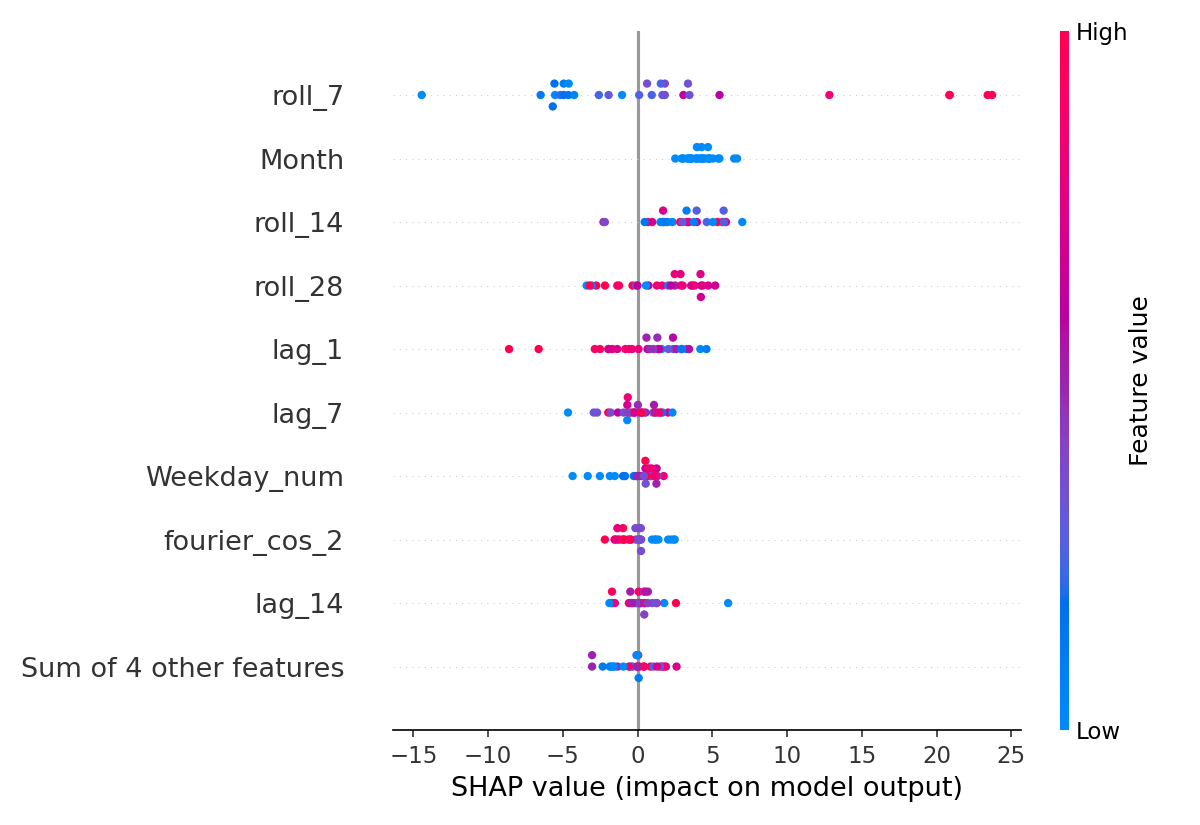 High
roll_7
Month
roll_14
roll_28
lag_1
lag_7
Weekday_num
fourier_cos_2
lag_14
Sum of 4 other features
Feature value
Low
−15 −10 −5 0 5 10 15 20 25
SHAP value (impact on model output)